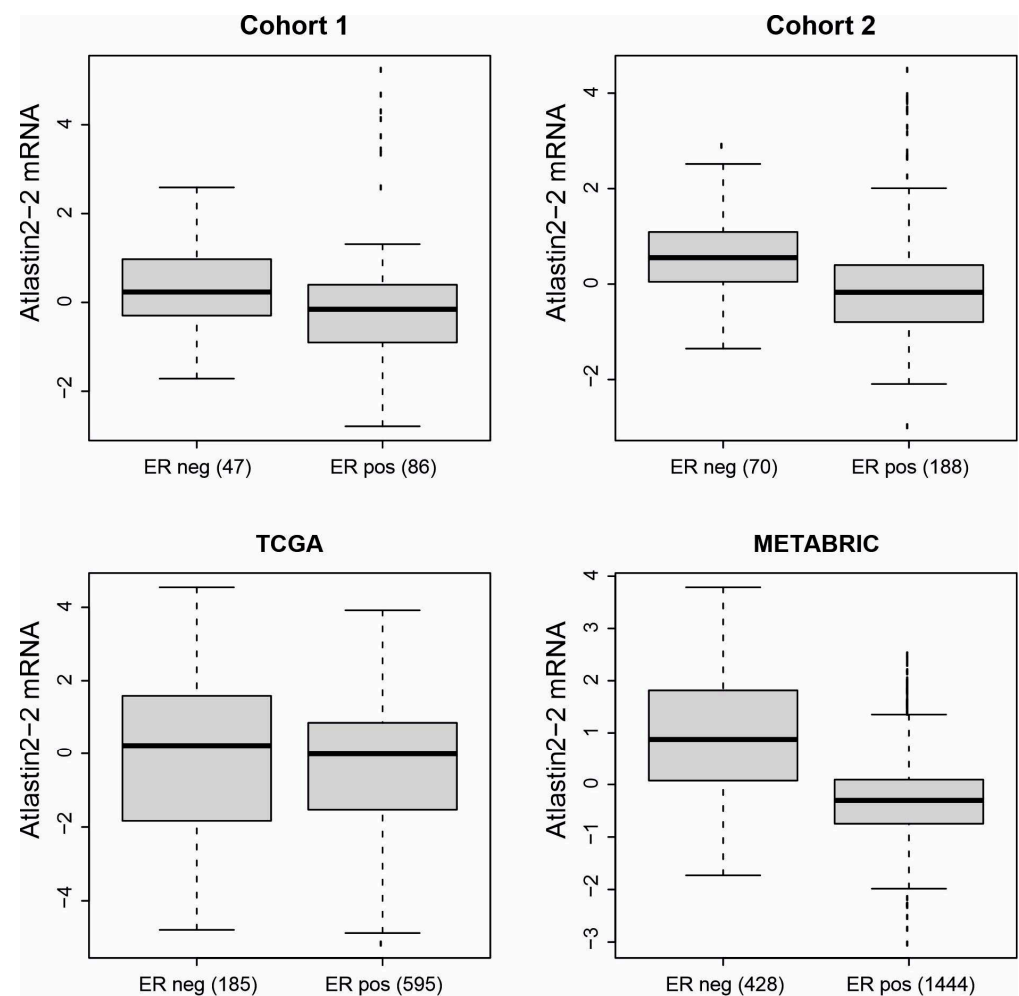 Cohort 1
Cohort 2
Atlastin2−2 mRNA
4
2
0
−2
ER neg (47)
ER pos (86)
Atlastin2−2 mRNA
4
2
0
−2
ER neg (70)
ER pos (188)
TCGA
METABRIC
Atlastin2−2 mRNA
4
2
0
−2
−4
ER neg (185)
ER pos (595)
Atlastin2−2 mRNA
4
3
2
1
0
−1
−2
−3
ER neg (428)
ER pos (1444)